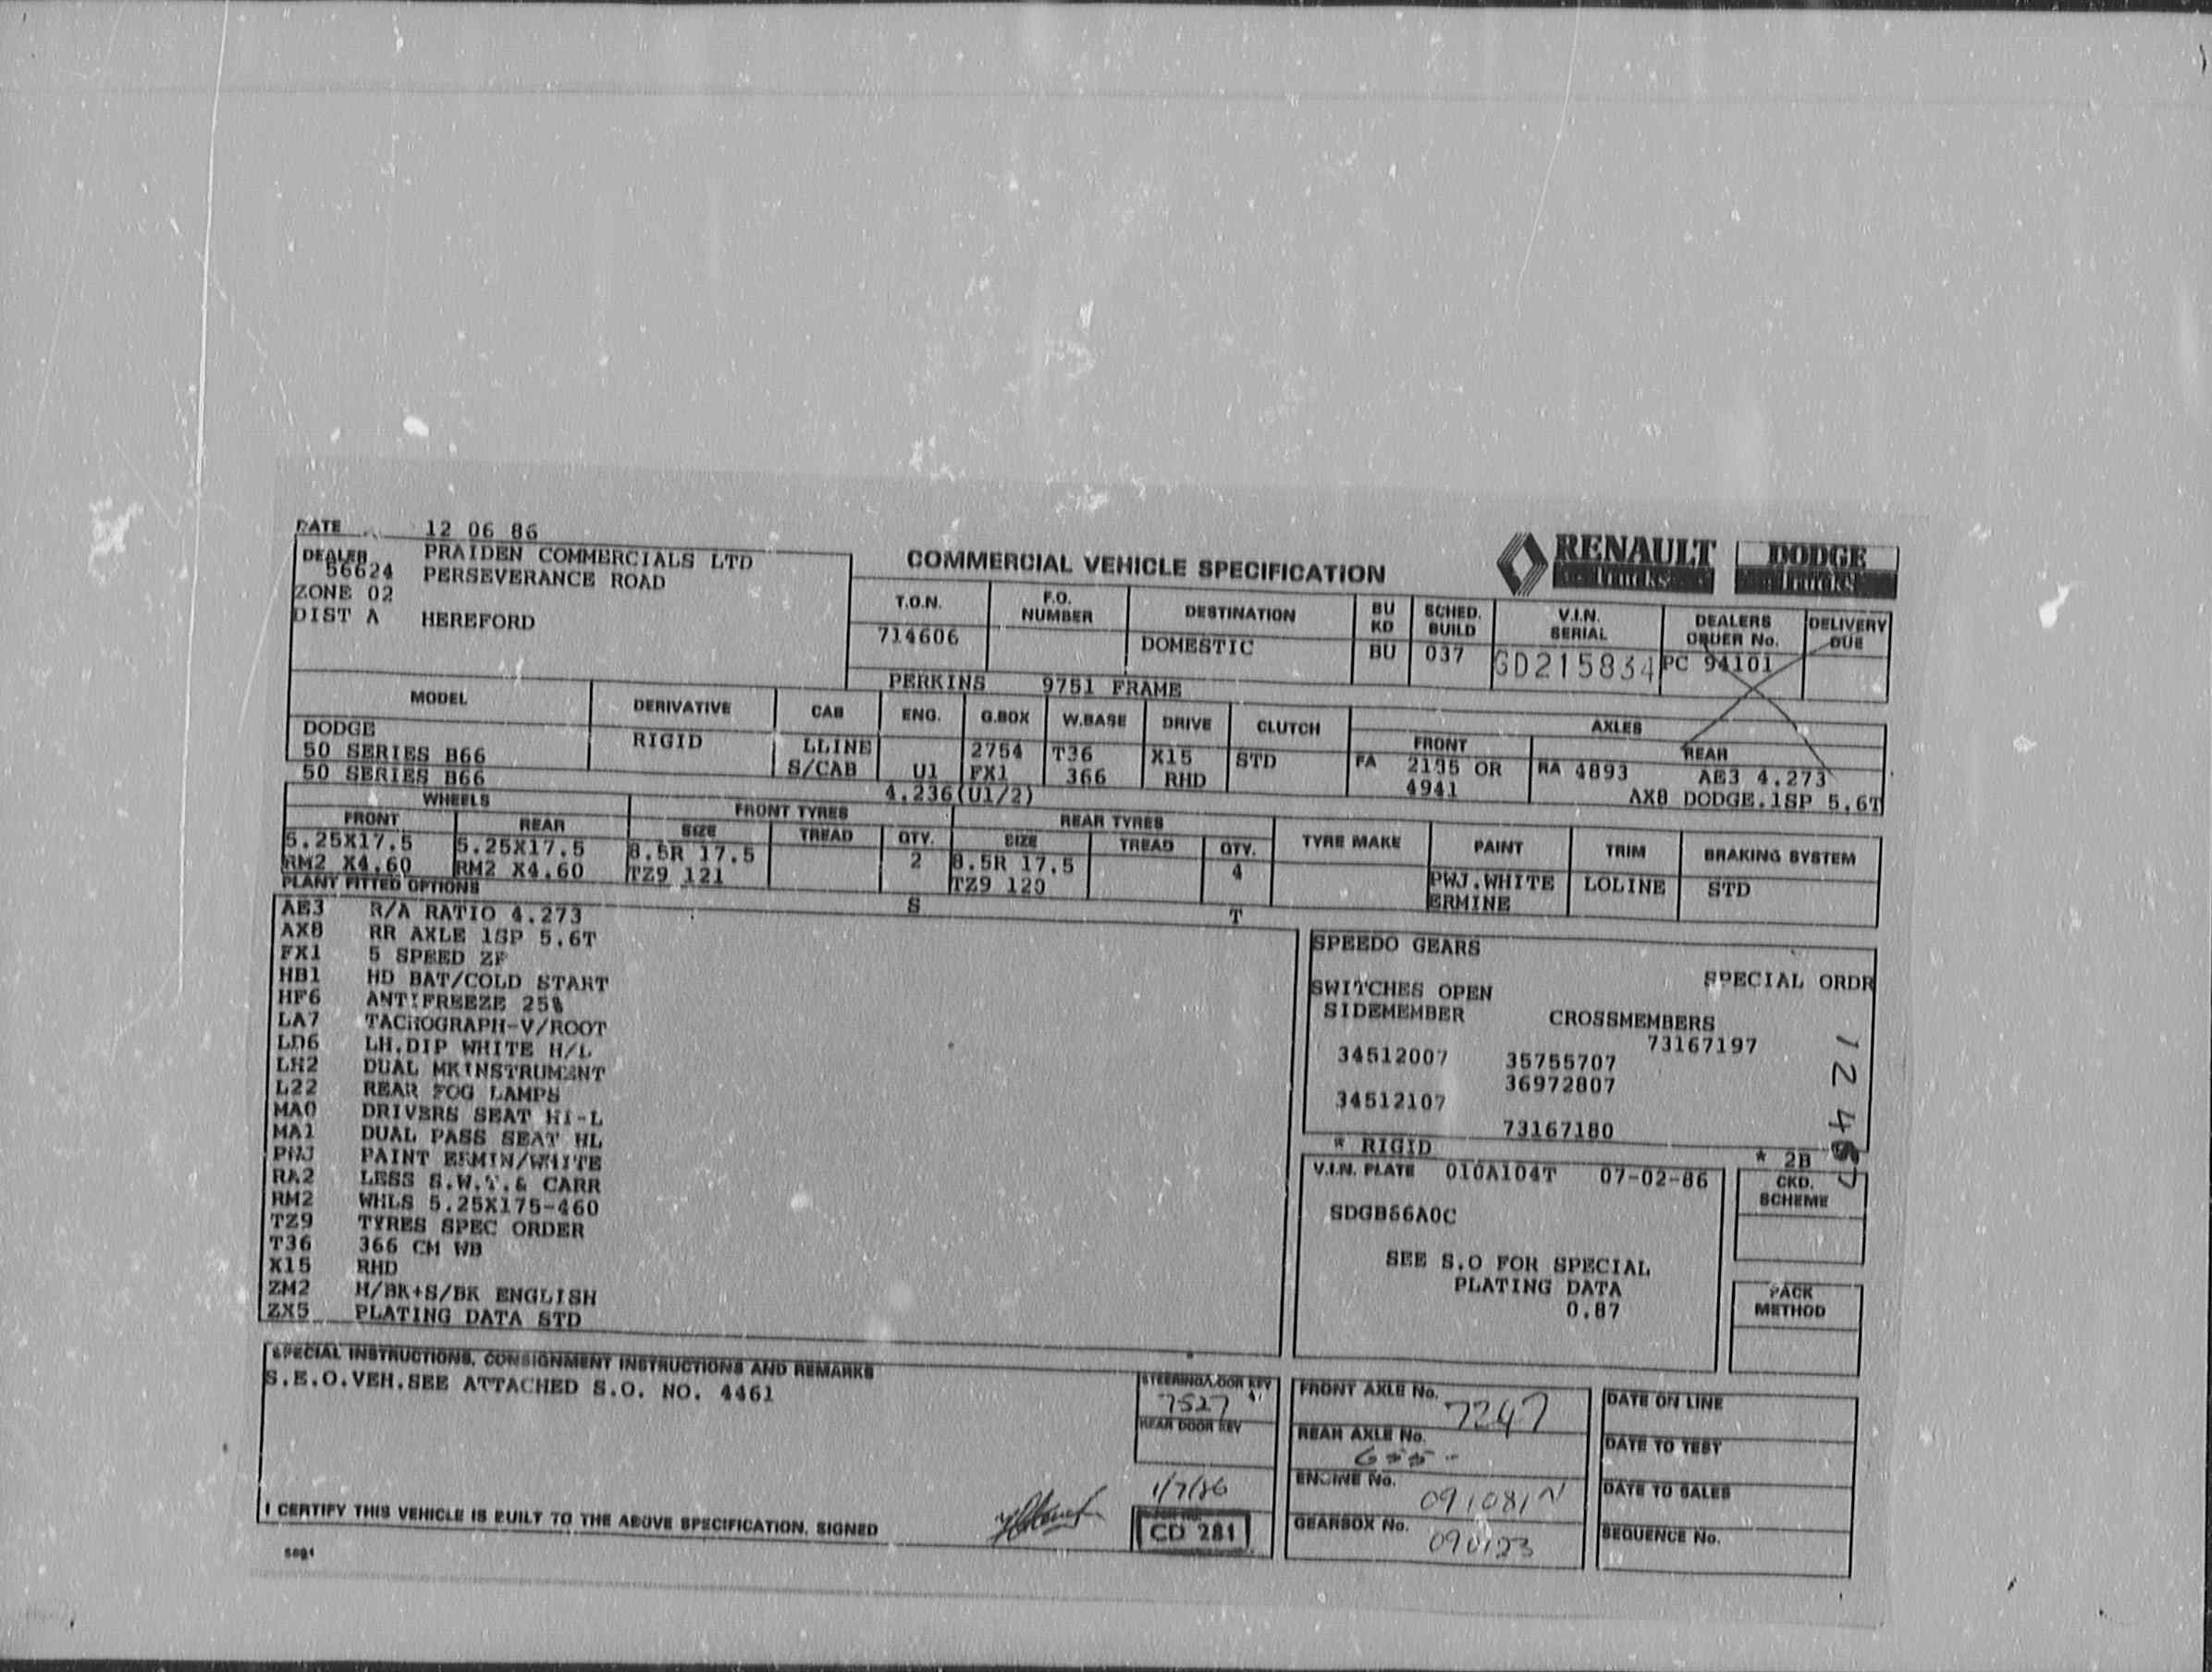 DATE 12 06 86
DEALER PRAIDEN COMMERCIALS LTD
56624 PERSEVERANCE ROAD
ZONE 02
DIST A HEREFORD
COMMERCIAL VEHICLE SPECIFICATION
RENAULT DODGE
T.O.N. F.O. NUMBER DESTINATION BU KD SCHED. BUILD V.I.N. SERIAL DEALERS ORDER No. DELIVERY DUE
714606 DOMESTIC BU 037 GD215834 PC 94101
PERKINS 9751 FRAME
MODEL DERIVATIVE CAB ENG. G.BOX W.BASE DRIVE CLUTCH AXLES
FRONT REAR
DODGE RIGID LLINE 2754 T36 X15 STD FA 2195 OR RA 4893 AE3 4.273
50 SERIES B66 S/CAB U1 FX1 366 RHD 4941 AX8 DODGE.1SP 5.6T
50 SERIES B66 4.236(U1/2)
WHEELS FRONT TYRES REAR TYRES TYRE MAKE PAINT TRIM BRAKING SYSTEM
FRONT REAR SIZE TREAD QTY. SIZE TREAD QTY.
5.25X17.5 5.25X17.5 8.5R 17.5 2 8.5R 17.5 4 PWJ.WHITE LOLINE STD
RM2 X4.60 RM2 X4.60 TZ9 121 TZ9 120 ERMINE
PLANT FITTED OPTIONS S T
AE3 R/A RATIO 4.273
AX8 RR AXLE 1SP 5.6T
FX1 5 SPEED ZF
HB1 HD BAT/COLD START
HF6 ANTIFREEZE 25%
LA7 TACHOGRAPH-V/ROOT
LD6 LH.DIP WHITE H/L
LH2 DUAL MKINSTRUMENT
L22 REAR FOG LAMPS
MA0 DRIVERS SEAT HI-L
MA1 DUAL PASS SEAT HL
PWJ PAINT ERMIN/WHITE
RA2 LESS S.W.T.& CARR
RM2 WHLS 5.25X175-460
TZ9 TYRES SPEC ORDER
T36 366 CM WB
X15 RHD
ZM2 H/BK+S/BK ENGLISH
ZX5 PLATING DATA STD
SPEEDO GEARS
SPECIAL ORDR
SWITCHES OPEN
SIDEMEMBER CROSSMEMBERS
73167197
34512007 35755707
36972807
34512107
73167180
* RIGID * 2B
V.I.N. PLATE 010A104T 07-02-86
SDGB66A0C
SEE S.O FOR SPECIAL
PLATING DATA
0.87
CKD. SCHEME
PACK METHOD
SPECIAL INSTRUCTIONS, CONSIGNMENT INSTRUCTIONS AND REMARKS
S.E.O.VEH.SEE ATTACHED S.O. NO. 4461
STEERING/DOOR KEY
7527
REAR DOOR KEY
1/7/86
CD 281
FRONT AXLE No. 7247
REAR AXLE No.
ENGINE No. 091081N
GEARBOX No. 090123
DATE ON LINE
DATE TO TEST
DATE TO SALES
SEQUENCE No.
I CERTIFY THIS VEHICLE IS BUILT TO THE ABOVE SPECIFICATION, SIGNED